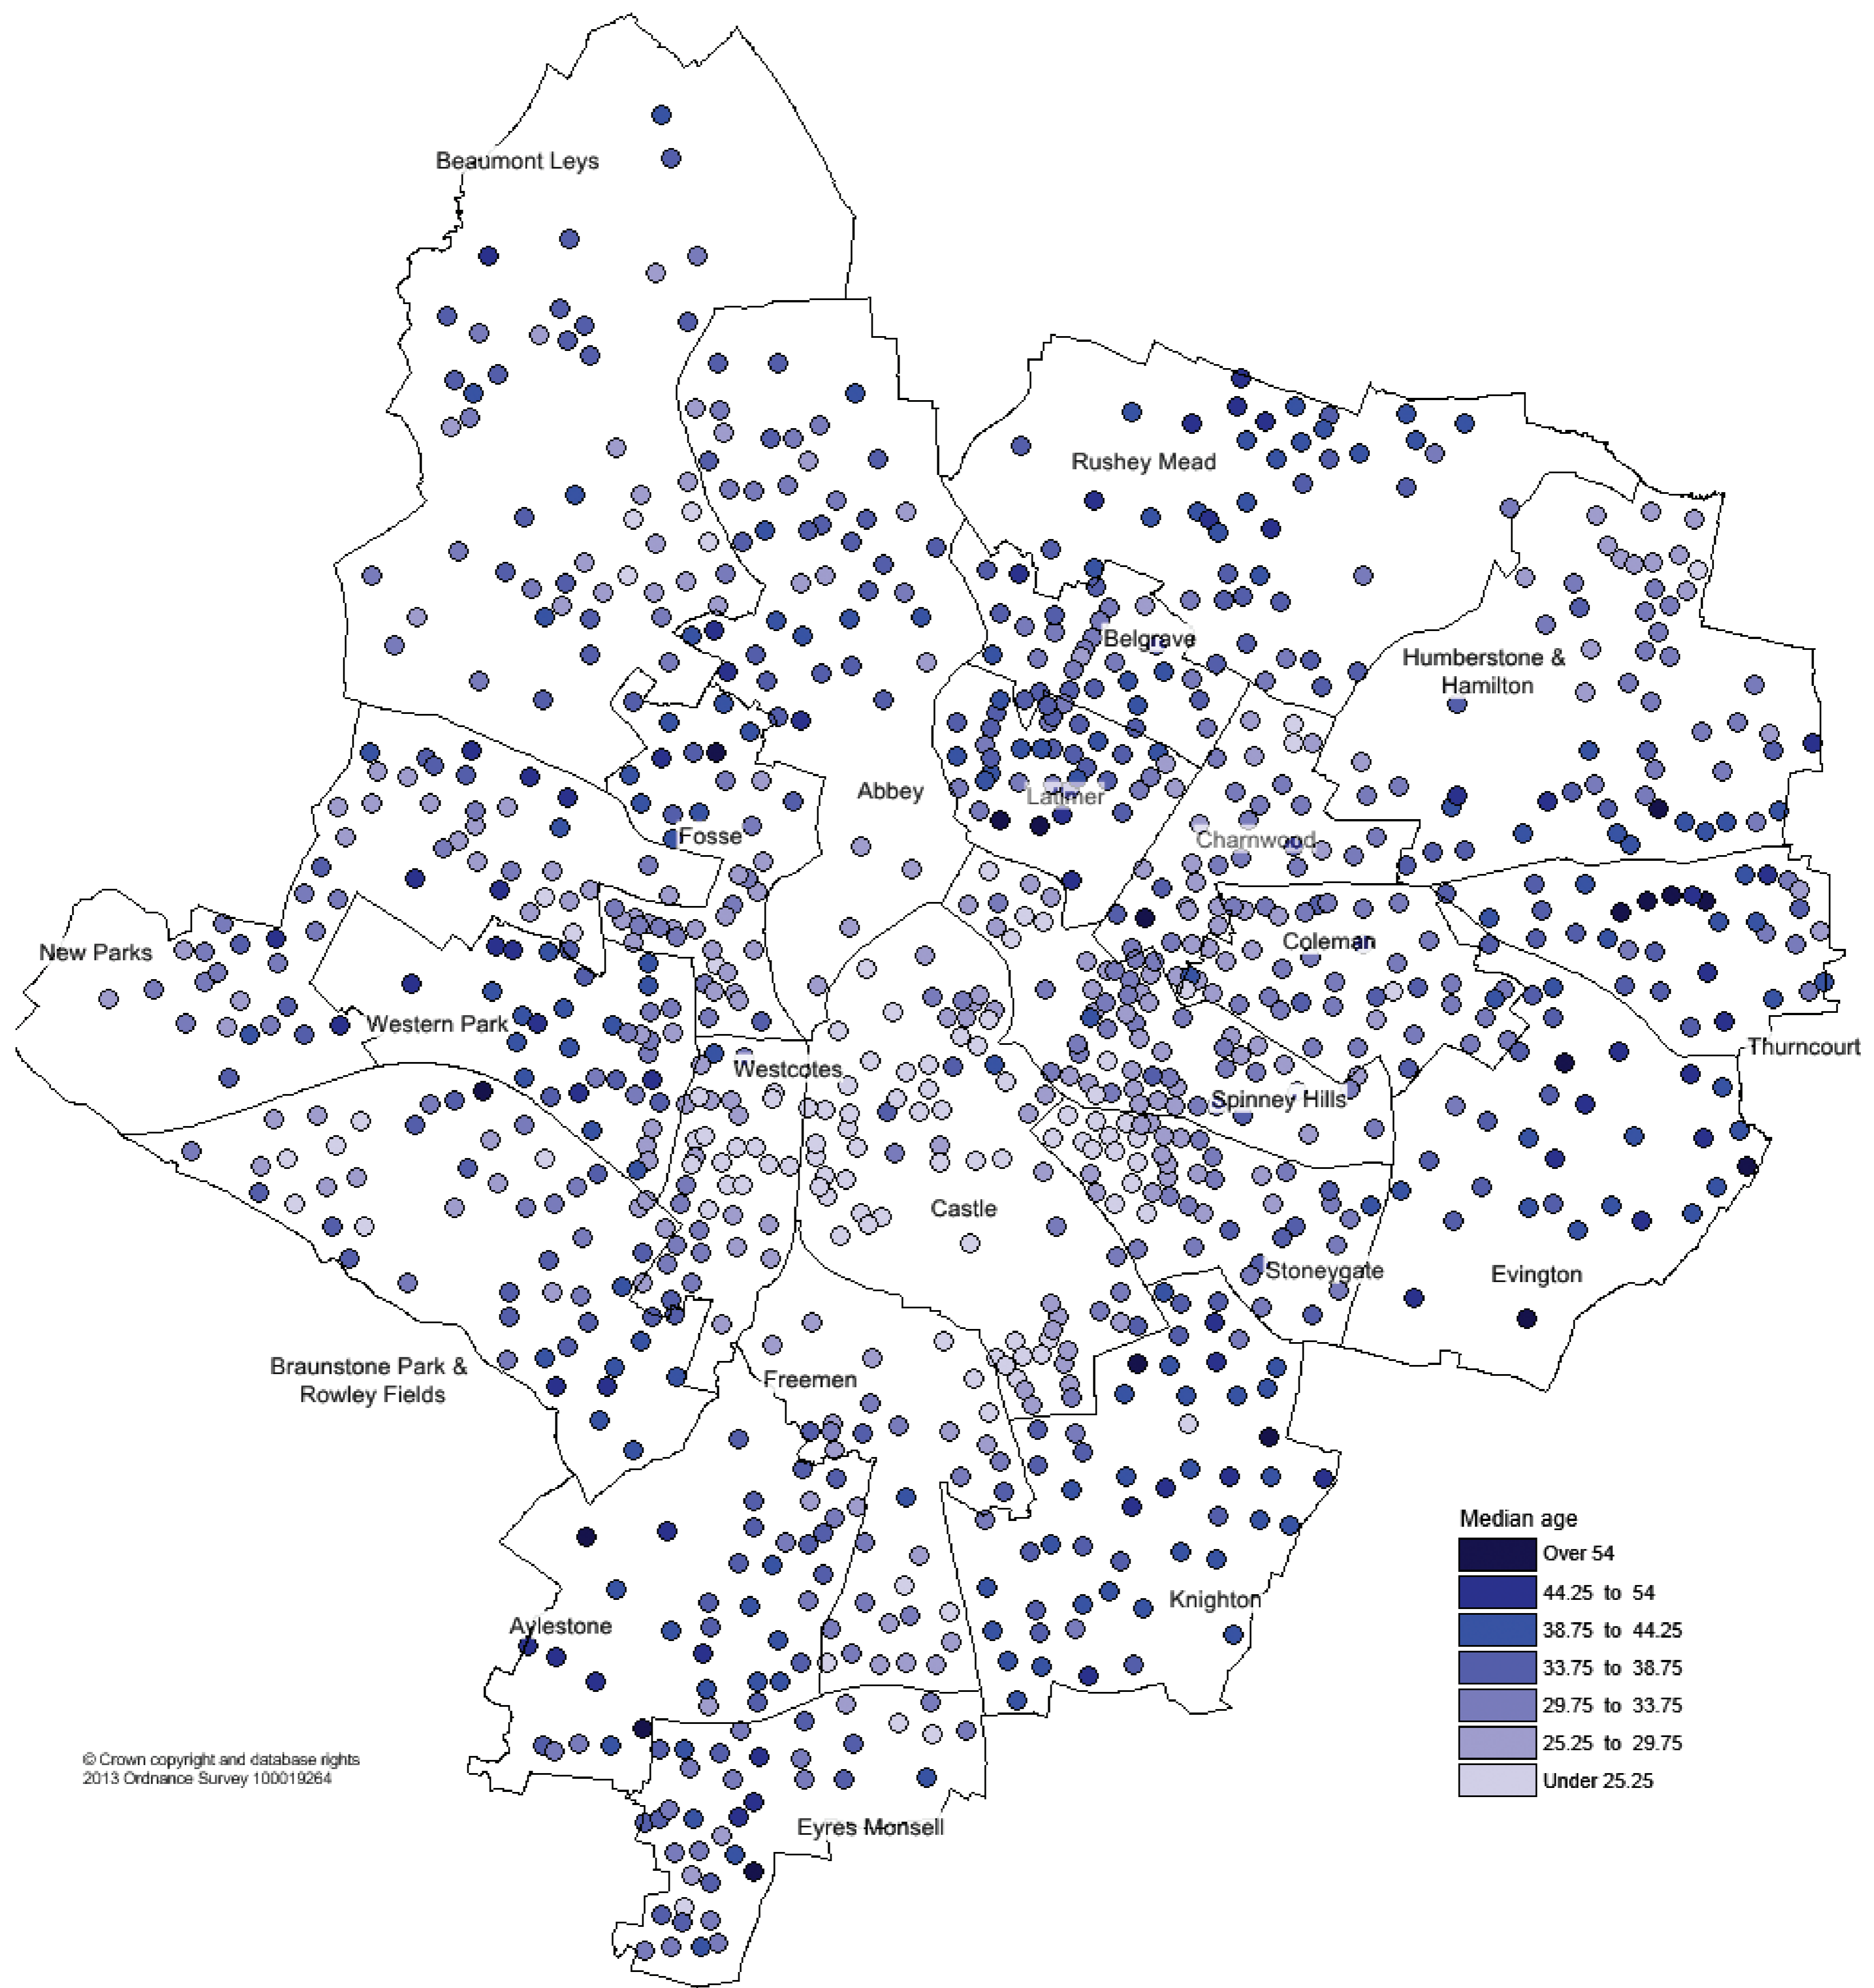 Beaumont Leys
Rushey Mead
Belgrave
Humberstone &
Hamilton
Abbey
Latimer
Fosse
Charnwood
Coleman
New Parks
Western Park
Thurncourt
Westcotes
Spinney Hills
Castle
Stoneygate
Evington
Braunstone Park &
Rowley Fields
Freemen
Knighton
Aylestone
Eyres Monsell
Median age
Over 54
44.25 to 54
38.75 to 44.25
33.75 to 38.75
29.75 to 33.75
25.25 to 29.75
Under 25.25
© Crown copyright and database rights
2013 Ordnance Survey 100019264